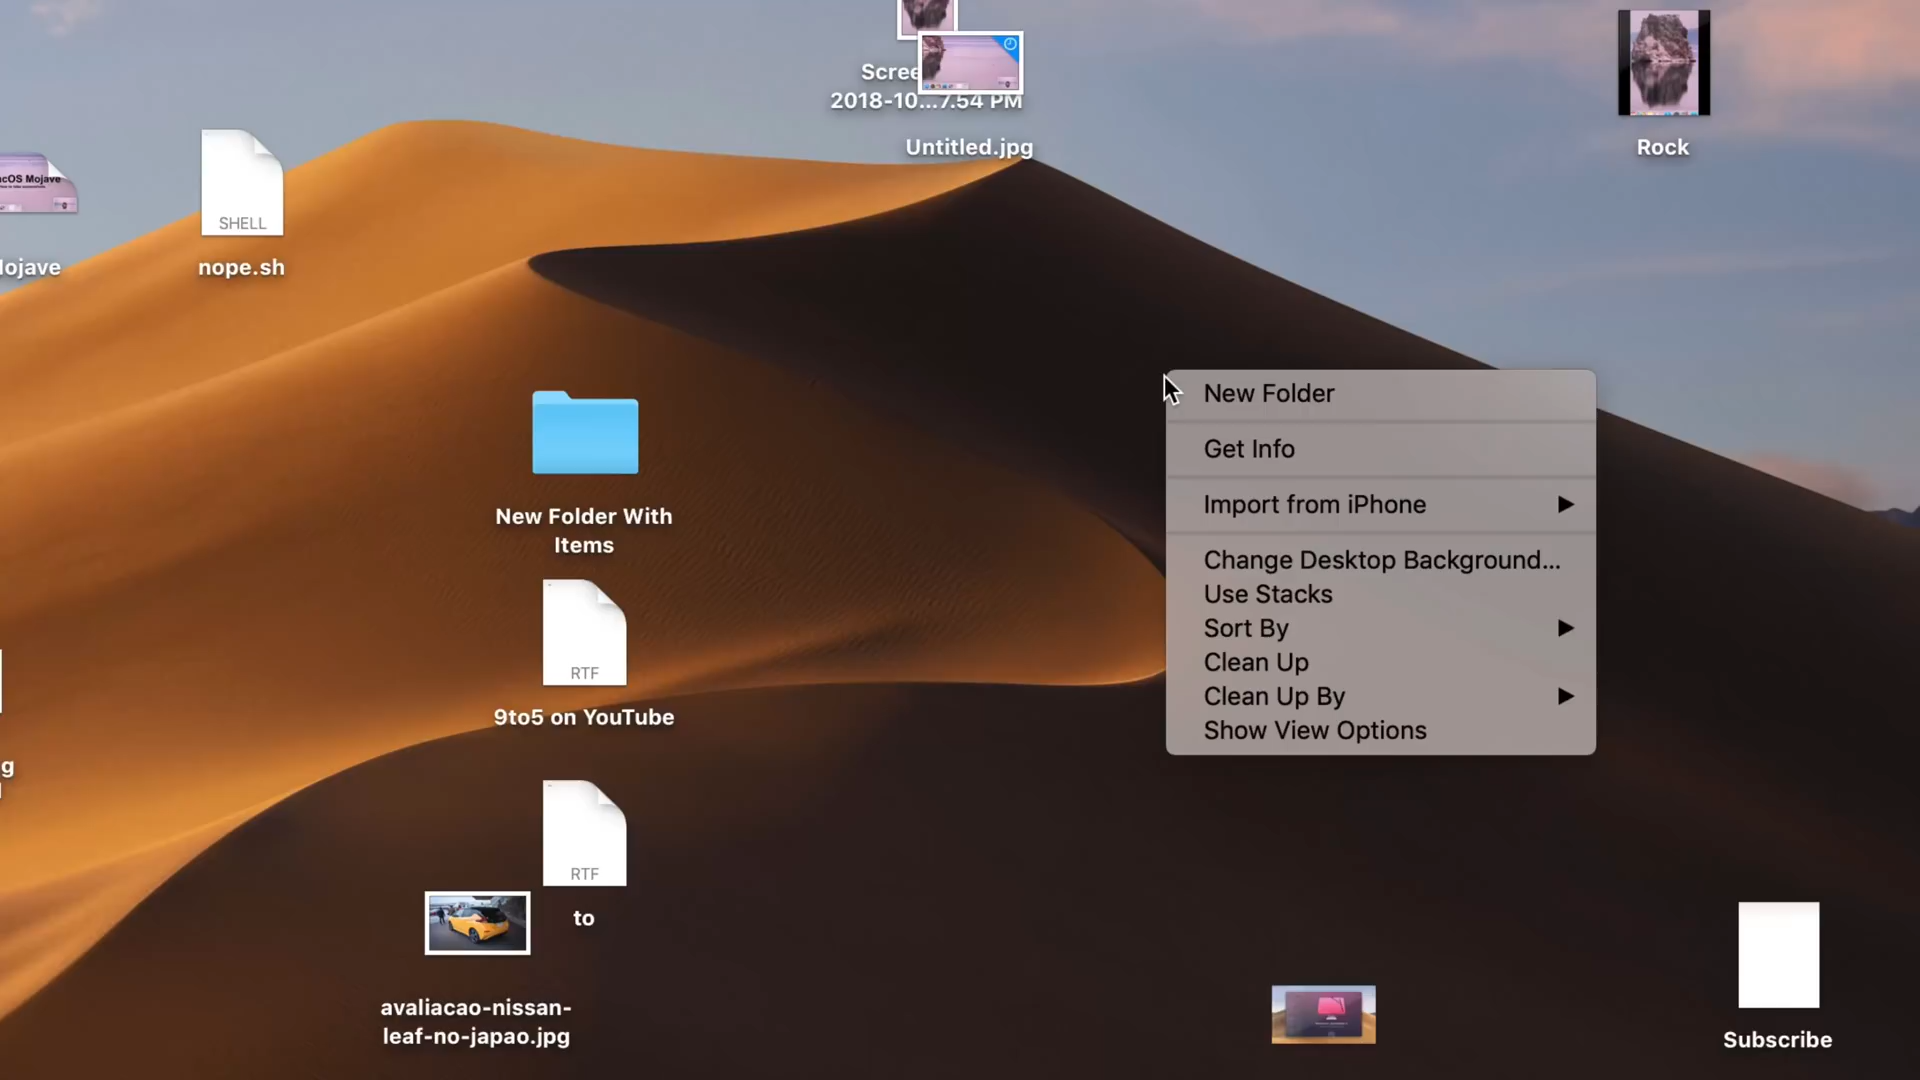 Scree
2018-10...7.54 PM
Untitled.jpg
Rock
cOS Mojave
SHELL
ojave
nope.sh
New Folder
Get Info
Import from iPhone
Change Desktop Background...
Use Stacks
Sort By
Clean Up
Clean Up By
Show View Options
New Folder With
Items
RTF
9to5 on YouTube
g
RTF
to
avaliacao-nissan-
leaf-no-japao.jpg
Subscribe